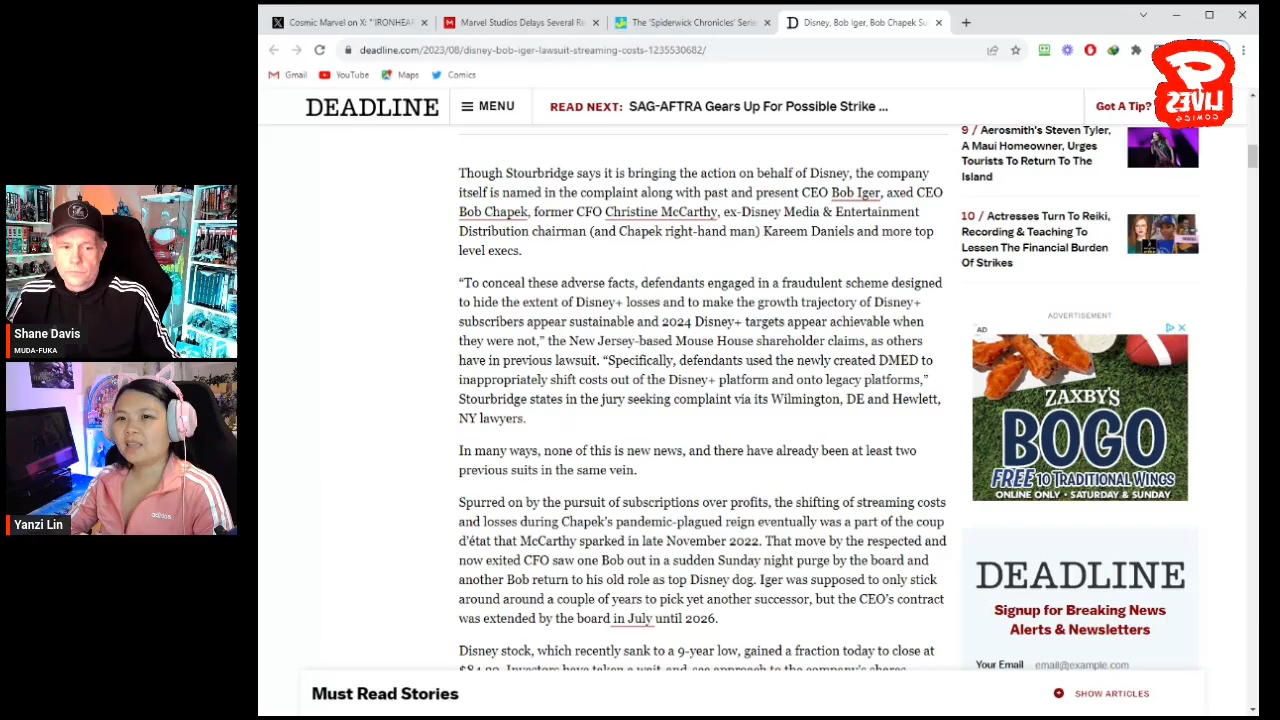 Cosmic Marvel on X: "'IRONHEAR
Marvel Studios Delays Several Re
The 'Spiderwick Chronicles' Serie
Disney, Bob Iger, Bob Chapek Su
deadline.com/2023/08/disney-bob-iger-lawsuit-streaming-costs-1235530682/
Gmail
YouTube
Maps
Comics
DEADLINE
MENU
READ NEXT: SAG-AFTRA Gears Up For Possible Strike ...
Got A Tip?
Though Stourbridge says it is bringing the action on behalf of Disney, the company
itself is named in the complaint along with past and present CEO Bob Iger, axed CEO
Bob Chapek, former CFO Christine McCarthy, ex-Disney Media & Entertainment
Distribution chairman (and Chapek right-hand man) Kareem Daniels and more top
level execs.
“To conceal these adverse facts, defendants engaged in a fraudulent scheme designed
to hide the extent of Disney+ losses and to make the growth trajectory of Disney+
subscribers appear sustainable and 2024 Disney+ targets appear achievable when
they were not,” the New Jersey-based Mouse House shareholder claims, as others
have in previous lawsuit. “Specifically, defendants used the newly created DMED to
inappropriately shift costs out of the Disney+ platform and onto legacy platforms,”
Stourbridge states in the jury seeking complaint via its Wilmington, DE and Hewlett,
NY lawyers.
In many ways, none of this is new news, and there have already been at least two
previous suits in the same vein.
Spurred on by the pursuit of subscriptions over profits, the shifting of streaming costs
and losses during Chapek’s pandemic-plagued reign eventually was a part of the coup
d’état that McCarthy sparked in late November 2022. That move by the respected and
now exited CFO saw one Bob out in a sudden Sunday night purge by the board and
another Bob return to his old role as top Disney dog. Iger was supposed to only stick
around around a couple of years to pick yet another successor, but the CEO’s contract
was extended by the board in July until 2026.
Disney stock, which recently sank to a 9-year low, gained a fraction today to close at
$84.99. Investors have taken a wait-and-see approach to the company's shares
9 / Aerosmith's Steven Tyler,
A Maui Homeowner, Urges
Tourists To Return To The
Island
10 / Actresses Turn To Reiki,
Recording & Teaching To
Lessen The Financial Burden
Of Strikes
ADVERTISEMENT
AD
ZAXBY'S
BOGO
FREE 10 TRADITIONAL WINGS
ONLINE ONLY • SATURDAY & SUNDAY
DEADLINE
Signup for Breaking News
Alerts & Newsletters
Your Email
email@example.com
Must Read Stories
SHOW ARTICLES
Shane Davis
MUDA-FUKA
Yanzi Lin
adidas